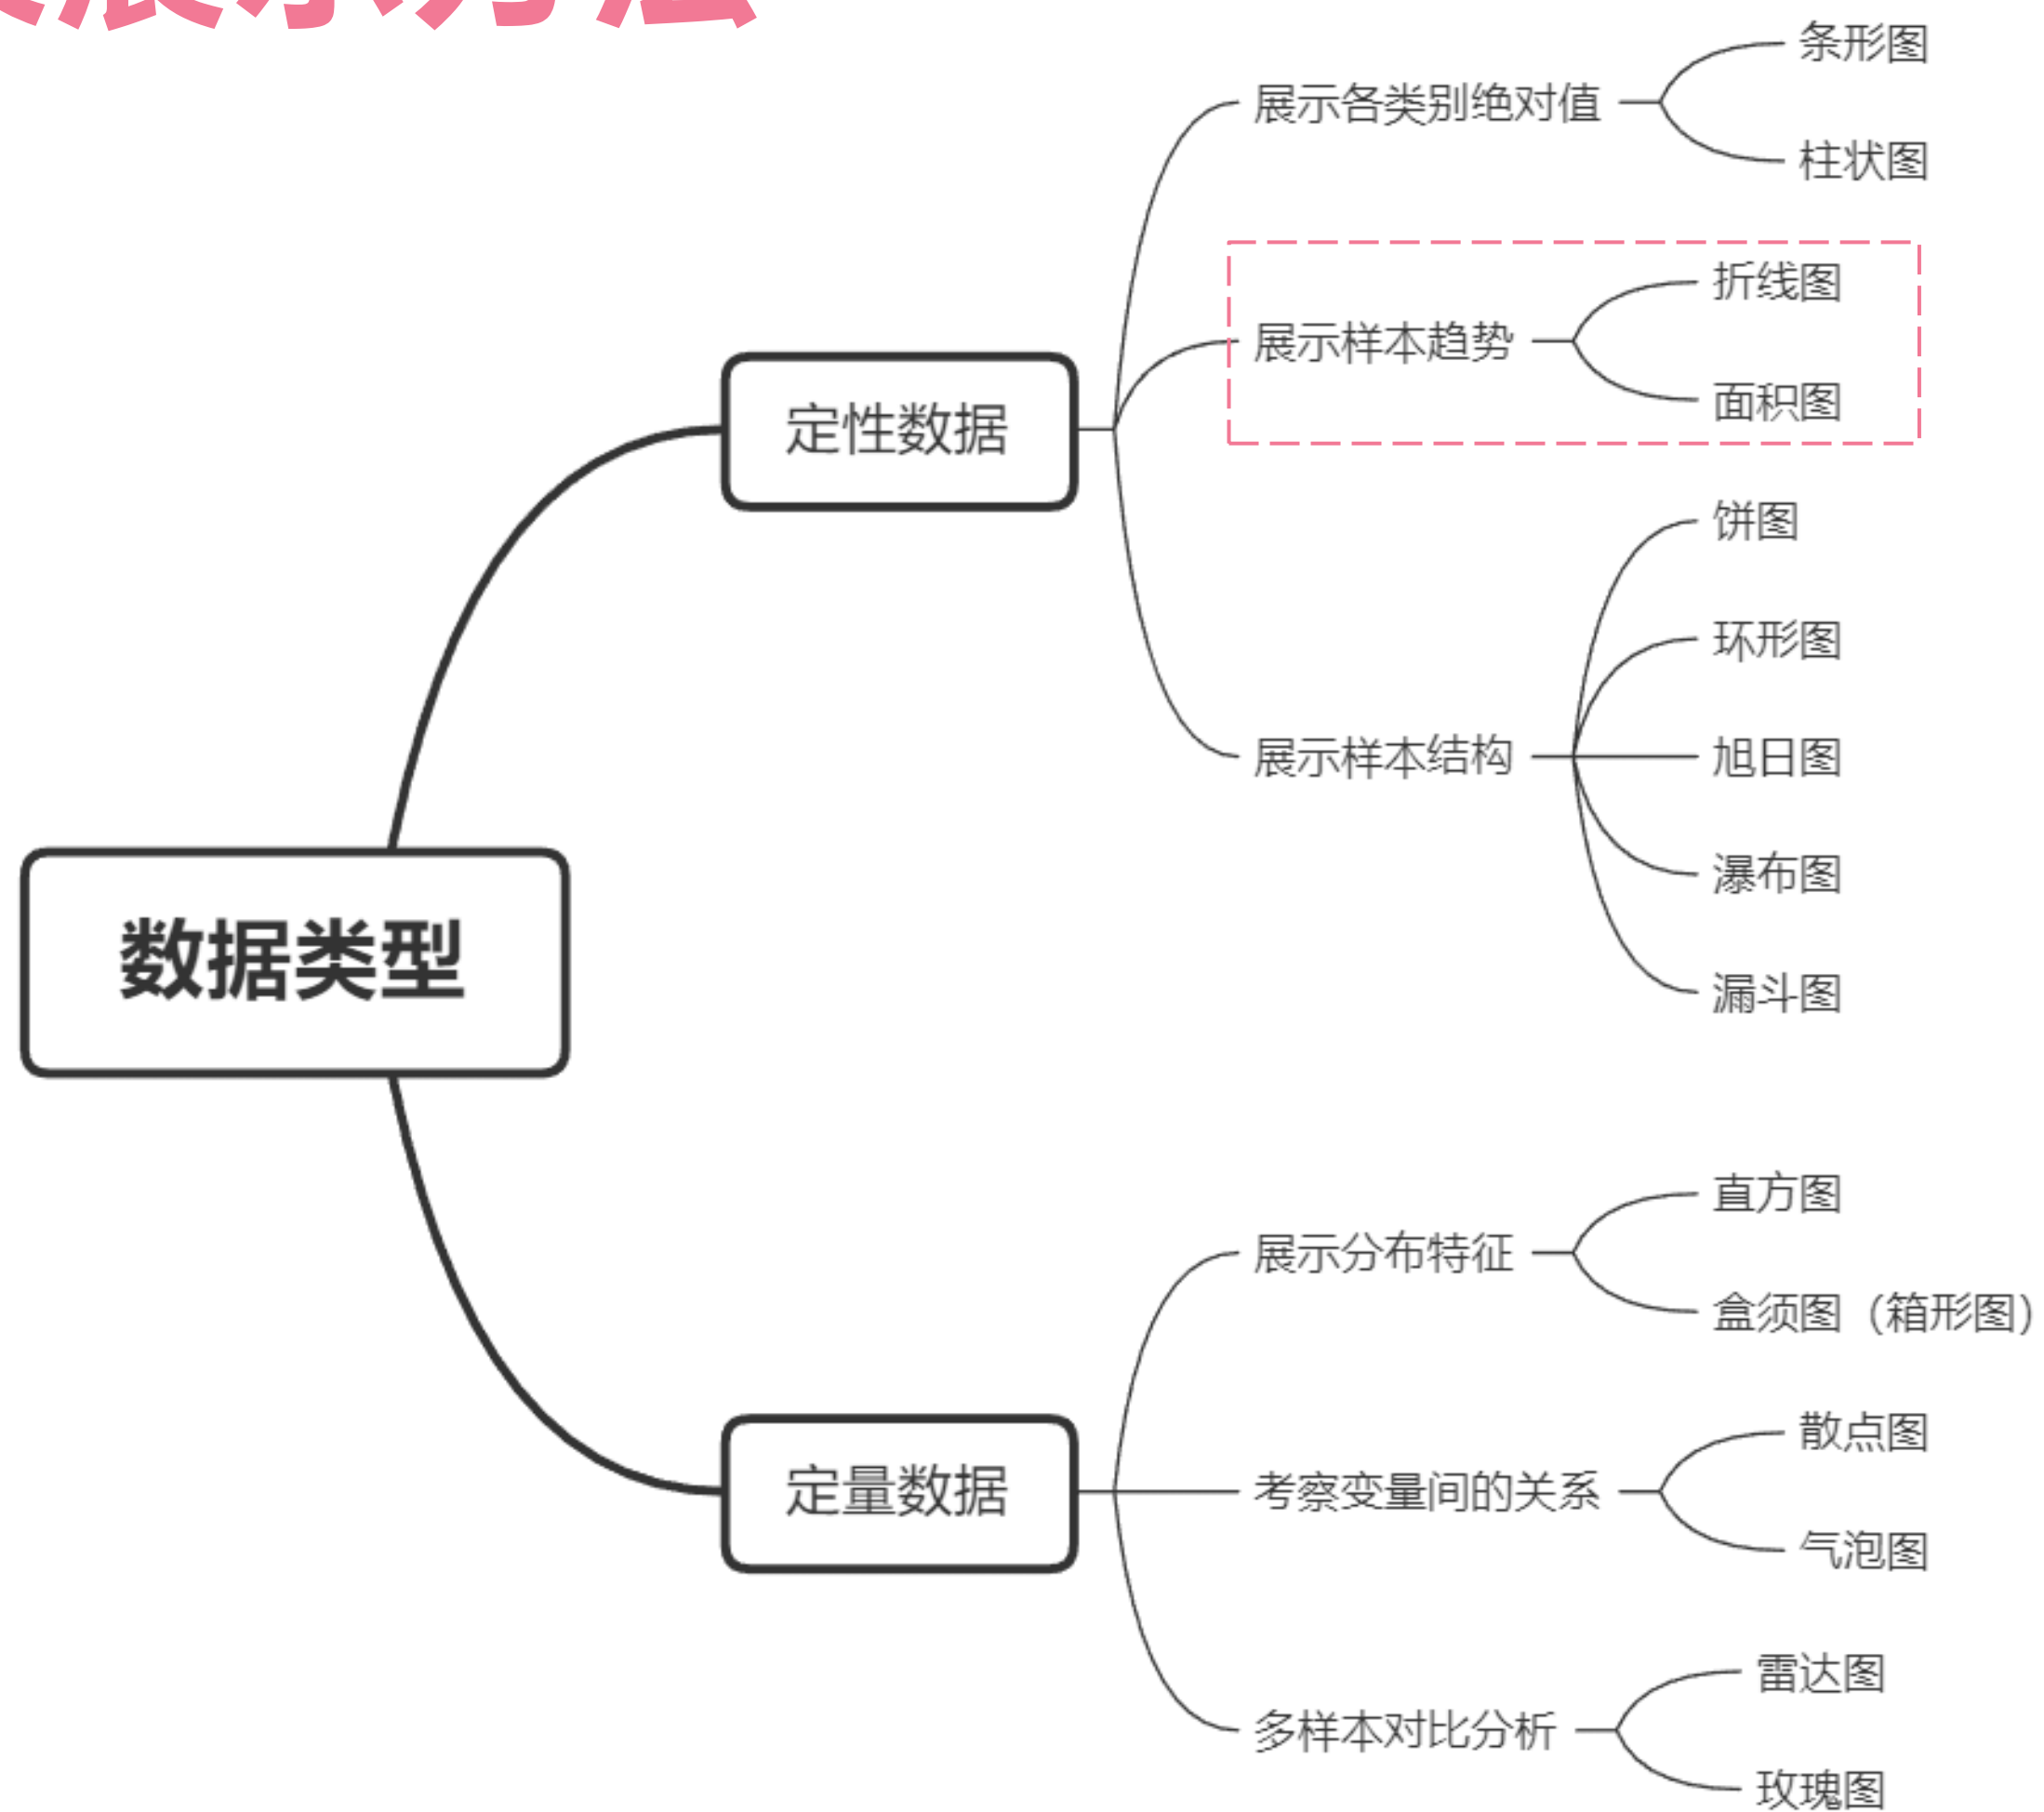 展示方法
条形图
展示各类别绝对值
柱状图
折线图
展示样本趋势
面积图
定性数据
饼图
环形图
展示样本结构
旭日图
瀑布图
漏斗图
数据类型
直方图
展示分布特征
盒须图（箱形图）
散点图
定量数据
考察变量间的关系
气泡图
雷达图
多样本对比分析
玫瑰图